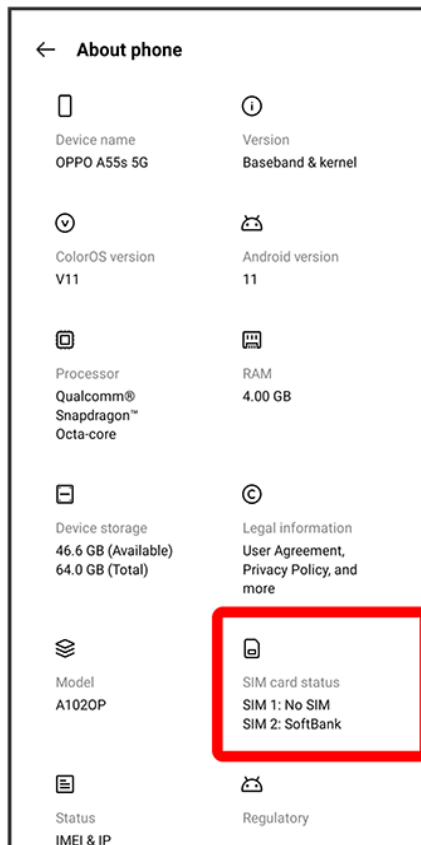 About phone
Device name
OPPO A55s 5G
Version
Baseband & kernel
ColorOS version
V11
Android version
11
Processor
Qualcomm®
Snapdragon™
Octa-core
RAM
4.00 GB
Device storage
46.6 GB (Available)
64.0 GB (Total)
Legal information
User Agreement,
Privacy Policy, and
more
Model
A102OP
SIM card status
SIM 1: No SIM
SIM 2: SoftBank
Status
IMEI & IP
Regulatory